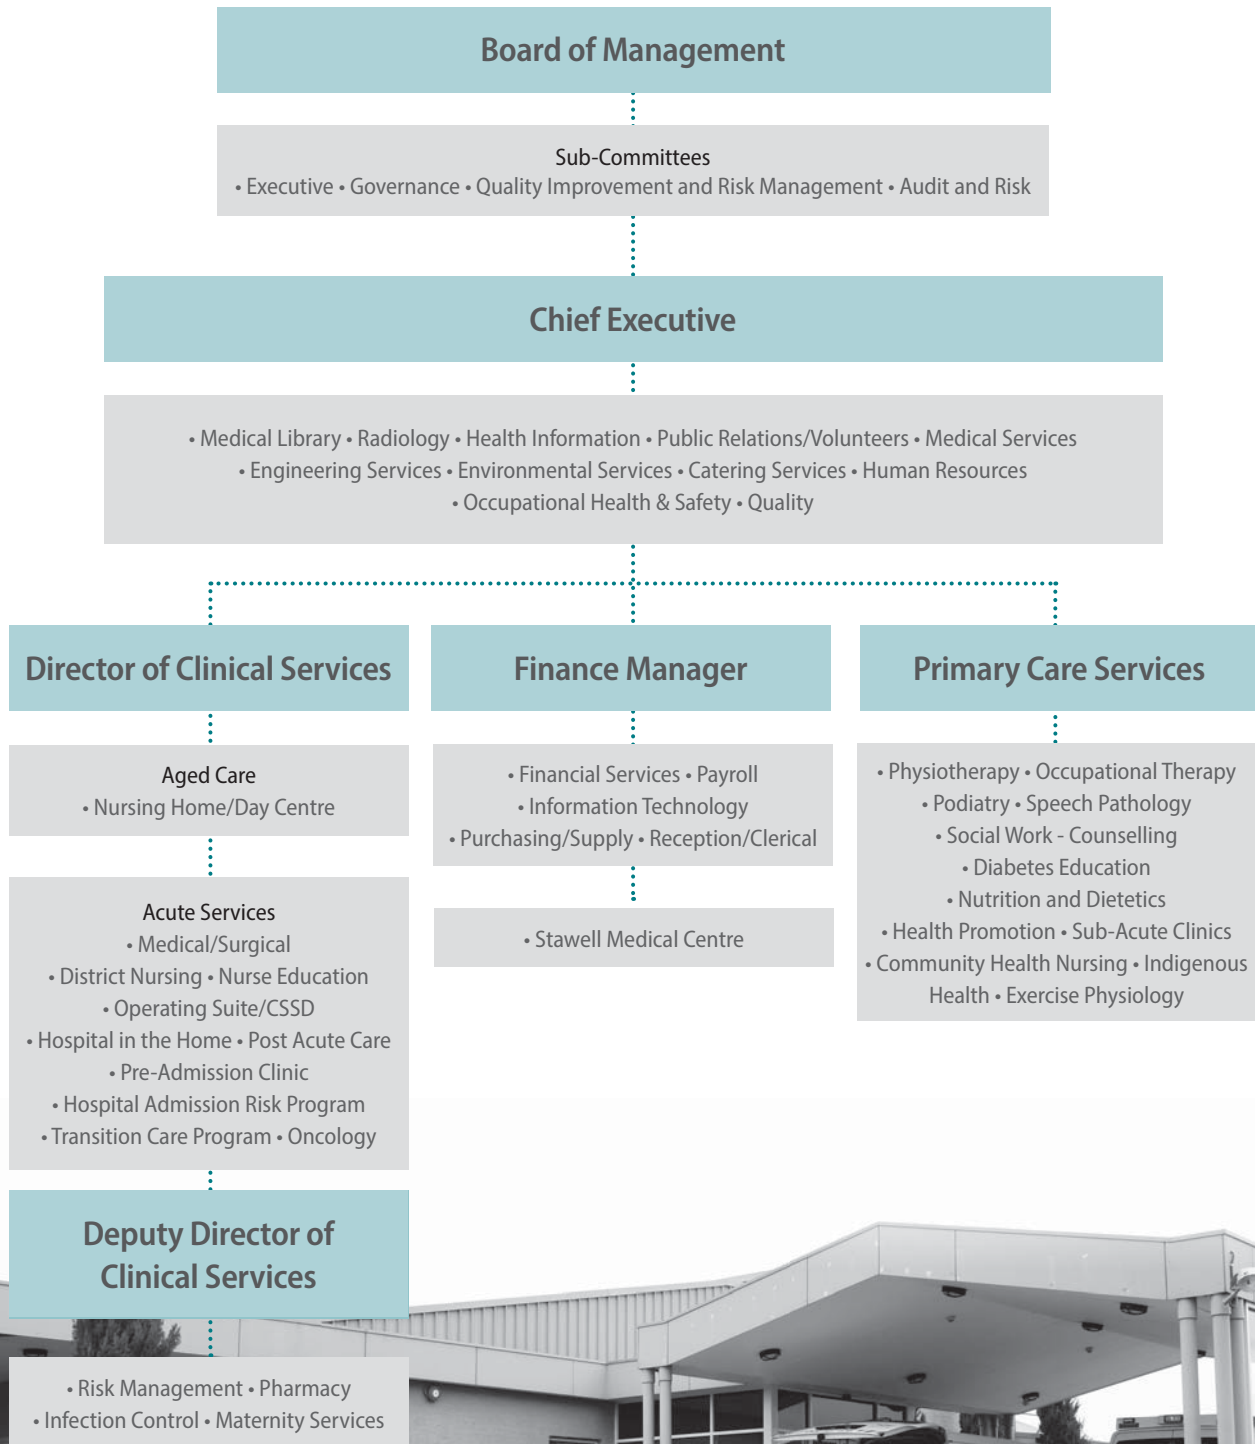 Board of Management
Sub-Committees
• Executive • Governance • Quality Improvement and Risk Management • Audit and Risk
Chief Executive
• Medical Library • Radiology • Health Information • Public Relations/Volunteers • Medical Services
• Engineering Services • Environmental Services • Catering Services • Human Resources
• Occupational Health & Safety • Quality
Director of Clinical Services
Aged Care
• Nursing Home/Day Centre
Acute Services
• Medical/Surgical
• District Nursing • Nurse Education
• Operating Suite/CSSD
• Hospital in the Home • Post Acute Care
• Pre-Admission Clinic
• Hospital Admission Risk Program
• Transition Care Program • Oncology
Deputy Director of
Clinical Services
• Risk Management • Pharmacy
• Infection Control • Maternity Services
Finance Manager
• Financial Services • Payroll
• Information Technology
• Purchasing/Supply • Reception/Clerical
• Stawell Medical Centre
Primary Care Services
• Physiotherapy • Occupational Therapy
• Podiatry • Speech Pathology
• Social Work - Counselling
• Diabetes Education
• Nutrition and Dietetics
• Health Promotion • Sub-Acute Clinics
• Community Health Nursing • Indigenous
Health • Exercise Physiology